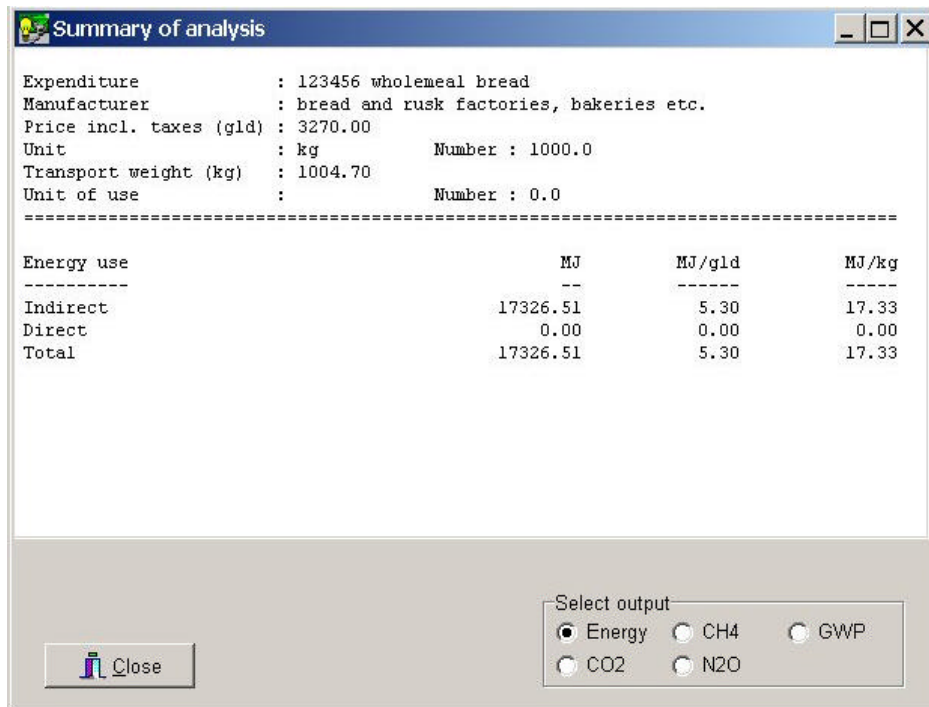 Summary of analysis
Expenditure : 123456 wholemeal bread
Manufacturer : bread and rusk factories, bakeries etc.
Price incl. taxes (gld) : 3270.00
Unit : kg Number : 1000.0
Transport weight (kg) : 1004.70
Unit of use : Number : 0.0
===================================================================================
Energy use MJ MJ/gld MJ/kg
---------- -- ------ -----
Indirect 17326.51 5.30 17.33
Direct 0.00 0.00 0.00
Total 17326.51 5.30 17.33
Select output
Energy CH4 GWP
CO2 N2O
Close